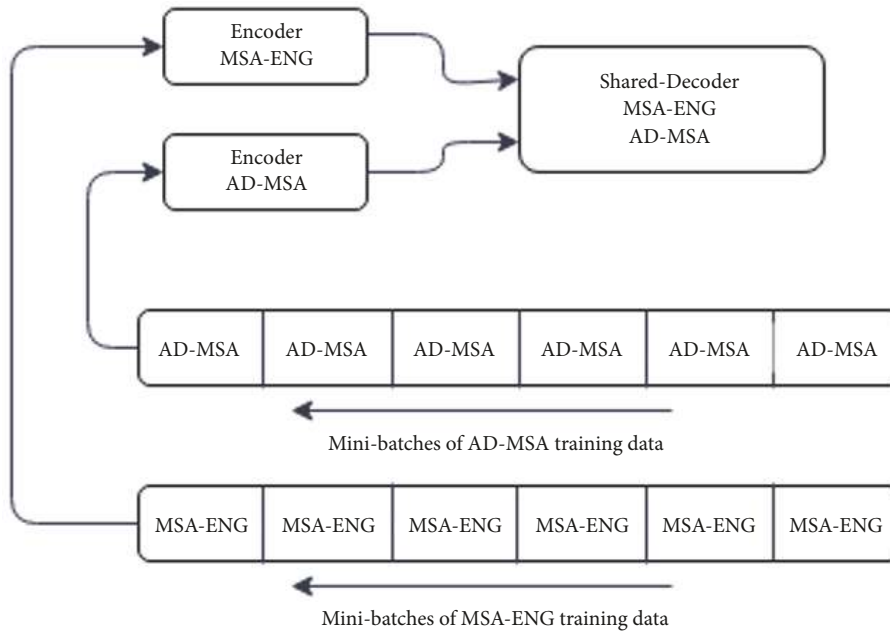 Encoder
MSA-ENG
Shared-Decoder
MSA-ENG
AD-MSA
Encoder
AD-MSA
AD-MSA AD-MSA AD-MSA AD-MSA AD-MSA AD-MSA
Mini-batches of AD-MSA training data
MSA-ENG MSA-ENG MSA-ENG MSA-ENG MSA-ENG MSA-ENG
Mini-batches of MSA-ENG training data